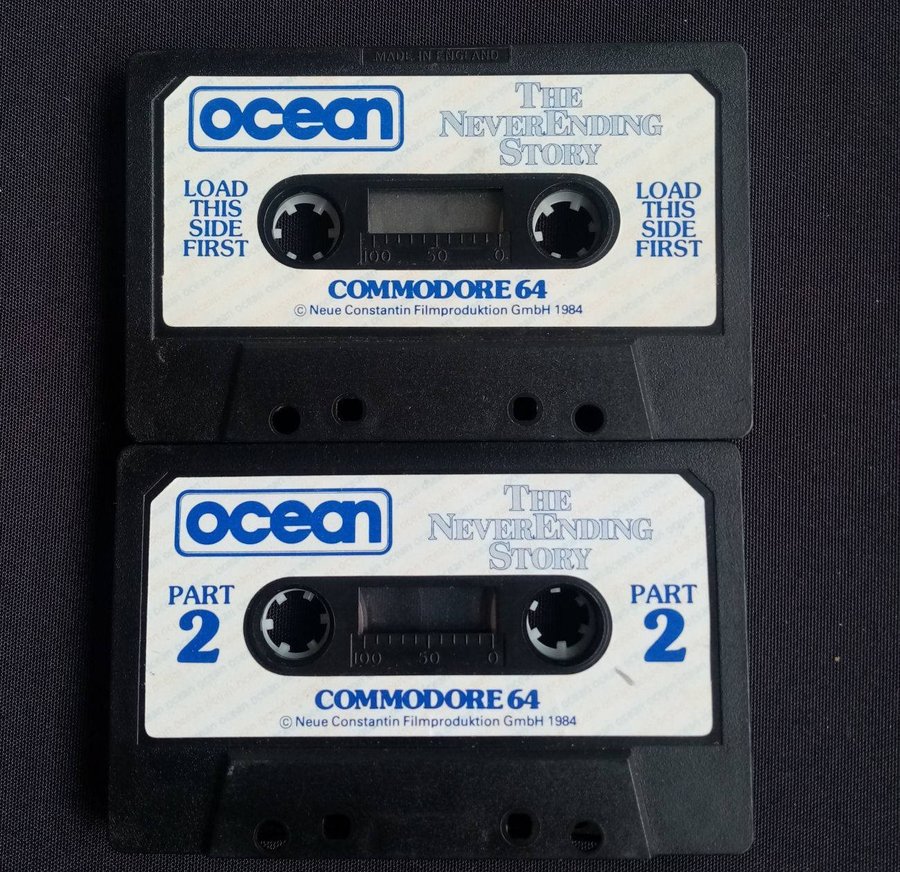 MADE IN ENGLAND
ocean
THE
NEVERENDING
STORY
LOAD
THIS
SIDE
FIRST
LOAD
THIS
SIDE
FIRST
100 50 0
COMMODORE 64
© Neue Constantin Filmproduktion GmbH 1984
ocean
THE
NEVERENDING
STORY
PART
2
PART
2
100 50 0
COMMODORE 64
© Neue Constantin Filmproduktion GmbH 1984